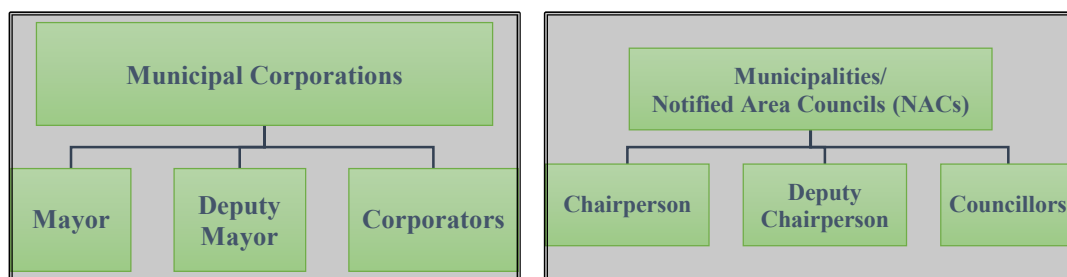 Municipal Corporations
Mayor
Deputy
Mayor
Corporators
Municipalities/
Notified Area Councils (NACs)
Chairperson
Deputy
Chairperson
Councillors